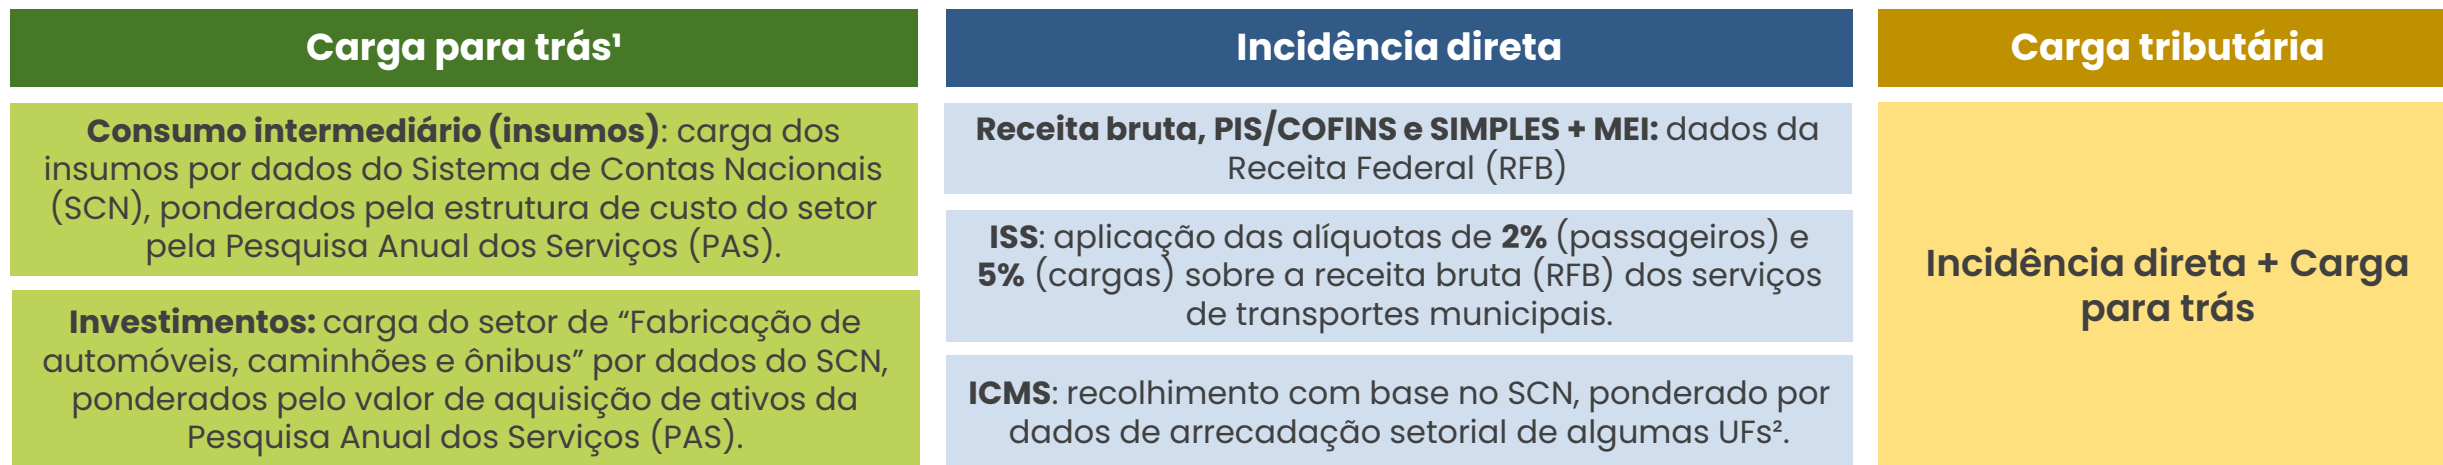 Carga para trás¹
Consumo intermediário (insumos): carga dos
insumos por dados do Sistema de Contas Nacionais
(SCN), ponderados pela estrutura de custo do setor
pela Pesquisa Anual dos Serviços (PAS).
Investimentos: carga do setor de “Fabricação de
automóveis, caminhões e ônibus” por dados do SCN,
ponderados pelo valor de aquisição de ativos da
Pesquisa Anual dos Serviços (PAS).
Incidência direta
Receita bruta, PIS/COFINS e SIMPLES + MEI: dados da
Receita Federal (RFB)
ISS: aplicação das alíquotas de 2% (passageiros) e
5% (cargas) sobre a receita bruta (RFB) dos serviços
de transportes municipais.
ICMS: recolhimento com base no SCN, ponderado por
dados de arrecadação setorial de algumas UFs².
Carga tributária
Incidência direta + Carga
para trás